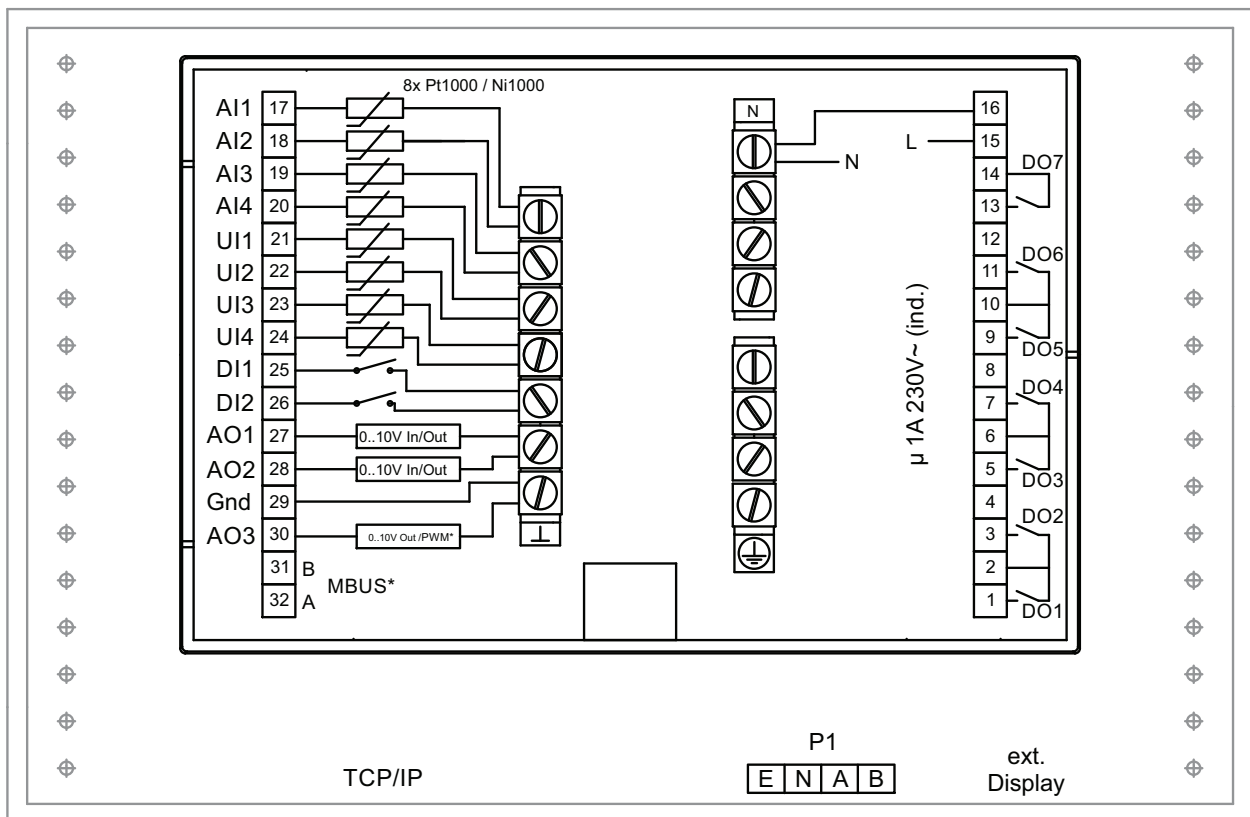 8x Pt1000 / Ni1000
AI1 17
AI2 18
AI3 19
AI4 20
UI1 21
UI2 22
UI3 23
UI4 24
DI1 25
DI2 26
AO1 27 0..10V In/Out
AO2 28 0..10V In/Out
Gnd 29
AO3 30 0..10V Out /PWM*
31 B
MBUS*
32 A
N
N
L
µ 1A 230V~ (ind.)
16
15
14 DO7
13
12
11 DO6
10
9 DO5
8
7 DO4
6
5 DO3
4
3 DO2
2
1 DO1
TCP/IP
P1
E N A B
ext.
Display